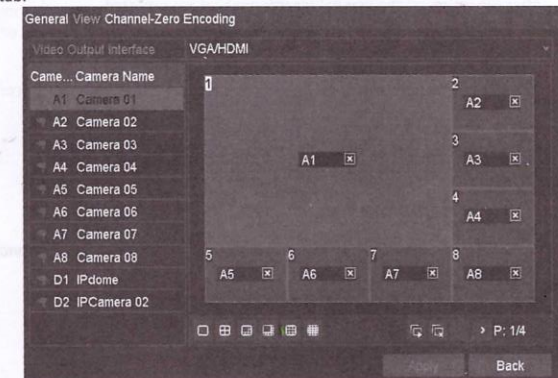 General View Channel-Zero Encoding
Video Output Interface VGA/HDMI
Came... Camera Name
A1 Camera 01
A2 Camera 02
A3 Camera 03
A4 Camera 04
A5 Camera 05
A6 Camera 06
A7 Camera 07
A8 Camera 08
D1 IPdome
D2 IPCamera 02
1
A1
2
A2
3
A3
4
A4
5
A5
6
A6
7
A7
8
A8
P: 1/4
Apply
Back